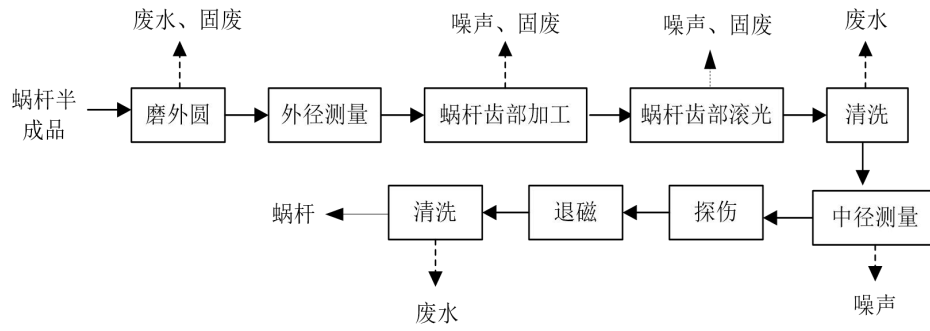 废水、固废
噪声、固废
噪声、固废
废水
蜗杆半
成品
磨外圆
外径测量
蜗杆齿部加工
蜗杆齿部滚光
清洗
蜗杆
清洗
退磁
探伤
中径测量
废水
噪声